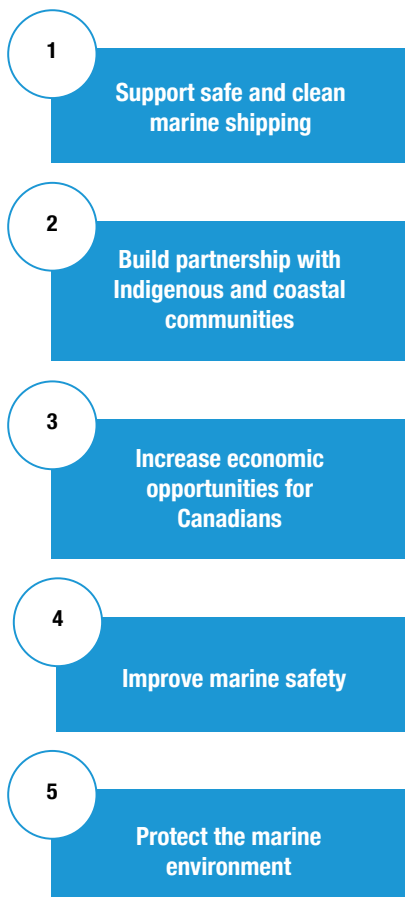 1
Support safe and clean
marine shipping
2
Build partnership with
Indigenous and coastal
communities
3
Increase economic
opportunities for
Canadians
4
Improve marine safety
5
Protect the marine
environment